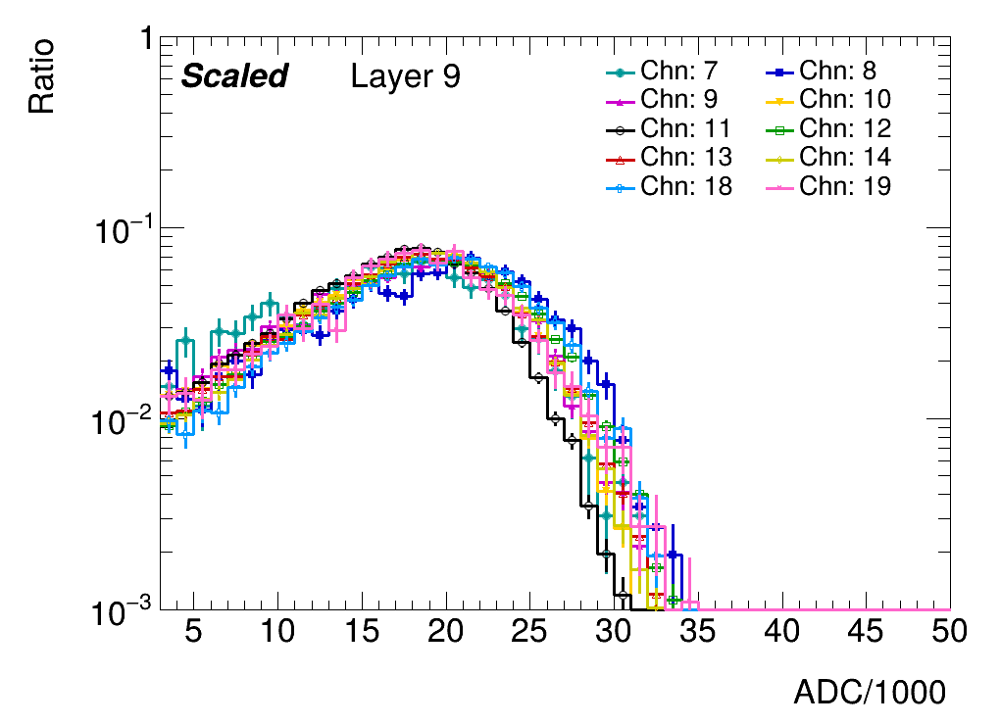 Ratio
1
Scaled Layer 9
Chn: 7 Chn: 8
Chn: 9 Chn: 10
Chn: 11 Chn: 12
Chn: 13 Chn: 14
Chn: 18 Chn: 19
10⁻¹
10⁻²
10⁻³
5 10 15 20 25 30 35 40 45 50
ADC/1000